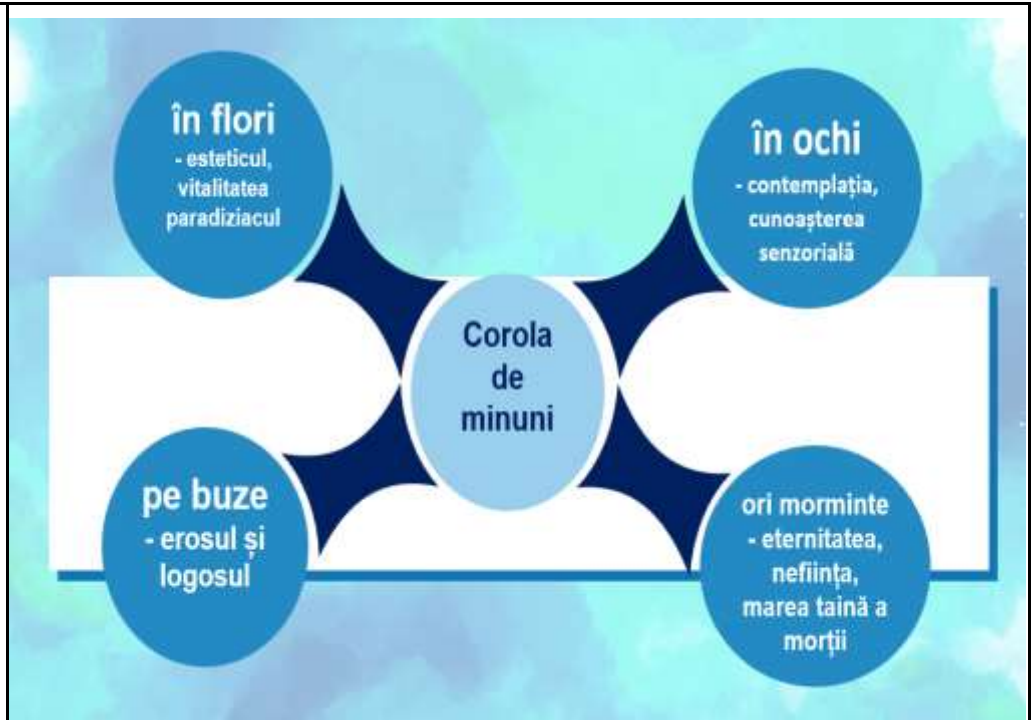 în flori
- esteticul,
vitalitatea
paradiziacul
în ochi
- contemplația,
cunoașterea
senzorială
Corola
de
minuni
pe buze
- erosul și
logosul
ori morminte
- eternitatea,
neființa,
marea taină a
morții